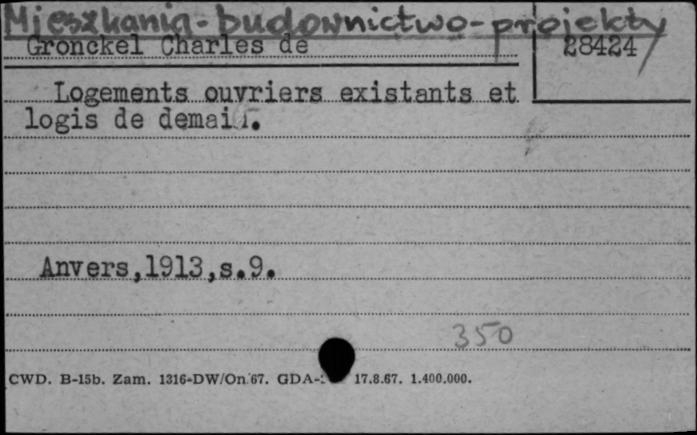 Mieszkania-budownictwo-projekty
Gronckel Charles de
28424
Logements ouvriers existants et
logis de demain.
Anvers,1913,s.9.
350
CWD. B-15b. Zam. 1316-DW/On.67. GDA- 17.8.67. 1.400.000.